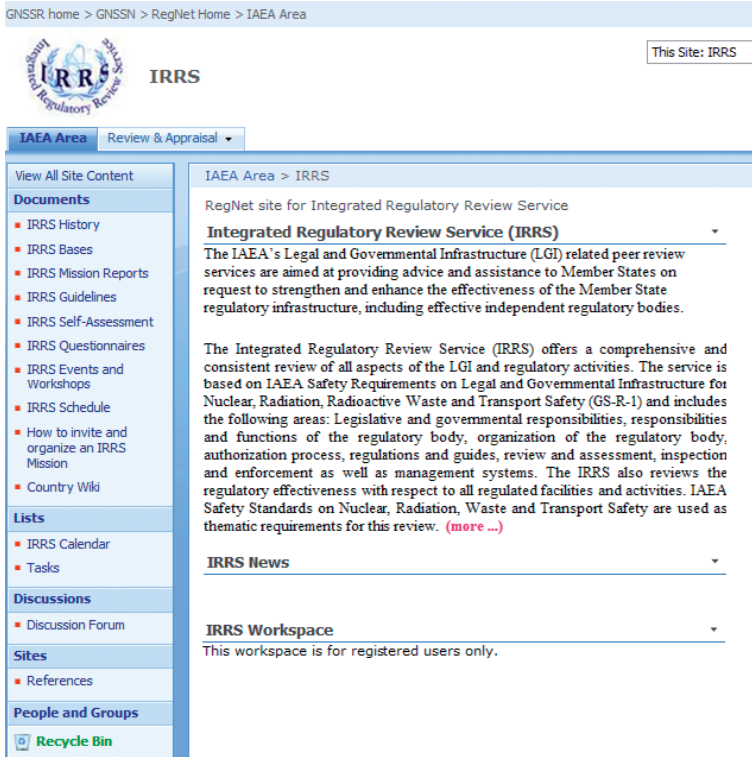 GNSSR home > GNSSN > RegNet Home > IAEA Area
Integrated Regulatory Review Service
IRRS
IRRS
This Site: IRRS
IAEA Area
Review & Appraisal
View All Site Content
Documents
IRRS History
IRRS Bases
IRRS Mission Reports
IRRS Guidelines
IRRS Self-Assessment
IRRS Questionnaires
IRRS Events and
Workshops
IRRS Schedule
How to invite and
organize an IRRS
Mission
Country Wiki
Lists
IRRS Calendar
Tasks
Discussions
Discussion Forum
Sites
References
People and Groups
Recycle Bin
IAEA Area > IRRS
RegNet site for Integrated Regulatory Review Service
Integrated Regulatory Review Service (IRRS)
The IAEA's Legal and Governmental Infrastructure (LGI) related peer review
services are aimed at providing advice and assistance to Member States on
request to strengthen and enhance the effectiveness of the Member State
regulatory infrastructure, including effective independent regulatory bodies.
The Integrated Regulatory Review Service (IRRS) offers a comprehensive and
consistent review of all aspects of the LGI and regulatory activities. The service is
based on IAEA Safety Requirements on Legal and Governmental Infrastructure for
Nuclear, Radiation, Radioactive Waste and Transport Safety (GS-R-1) and includes
the following areas: Legislative and governmental responsibilities, responsibilities
and functions of the regulatory body, organization of the regulatory body,
authorization process, regulations and guides, review and assessment, inspection
and enforcement as well as management systems. The IRRS also reviews the
regulatory effectiveness with respect to all regulated facilities and activities. IAEA
Safety Standards on Nuclear, Radiation, Waste and Transport Safety are used as
thematic requirements for this review. (more ...)
IRRS News
IRRS Workspace
This workspace is for registered users only.